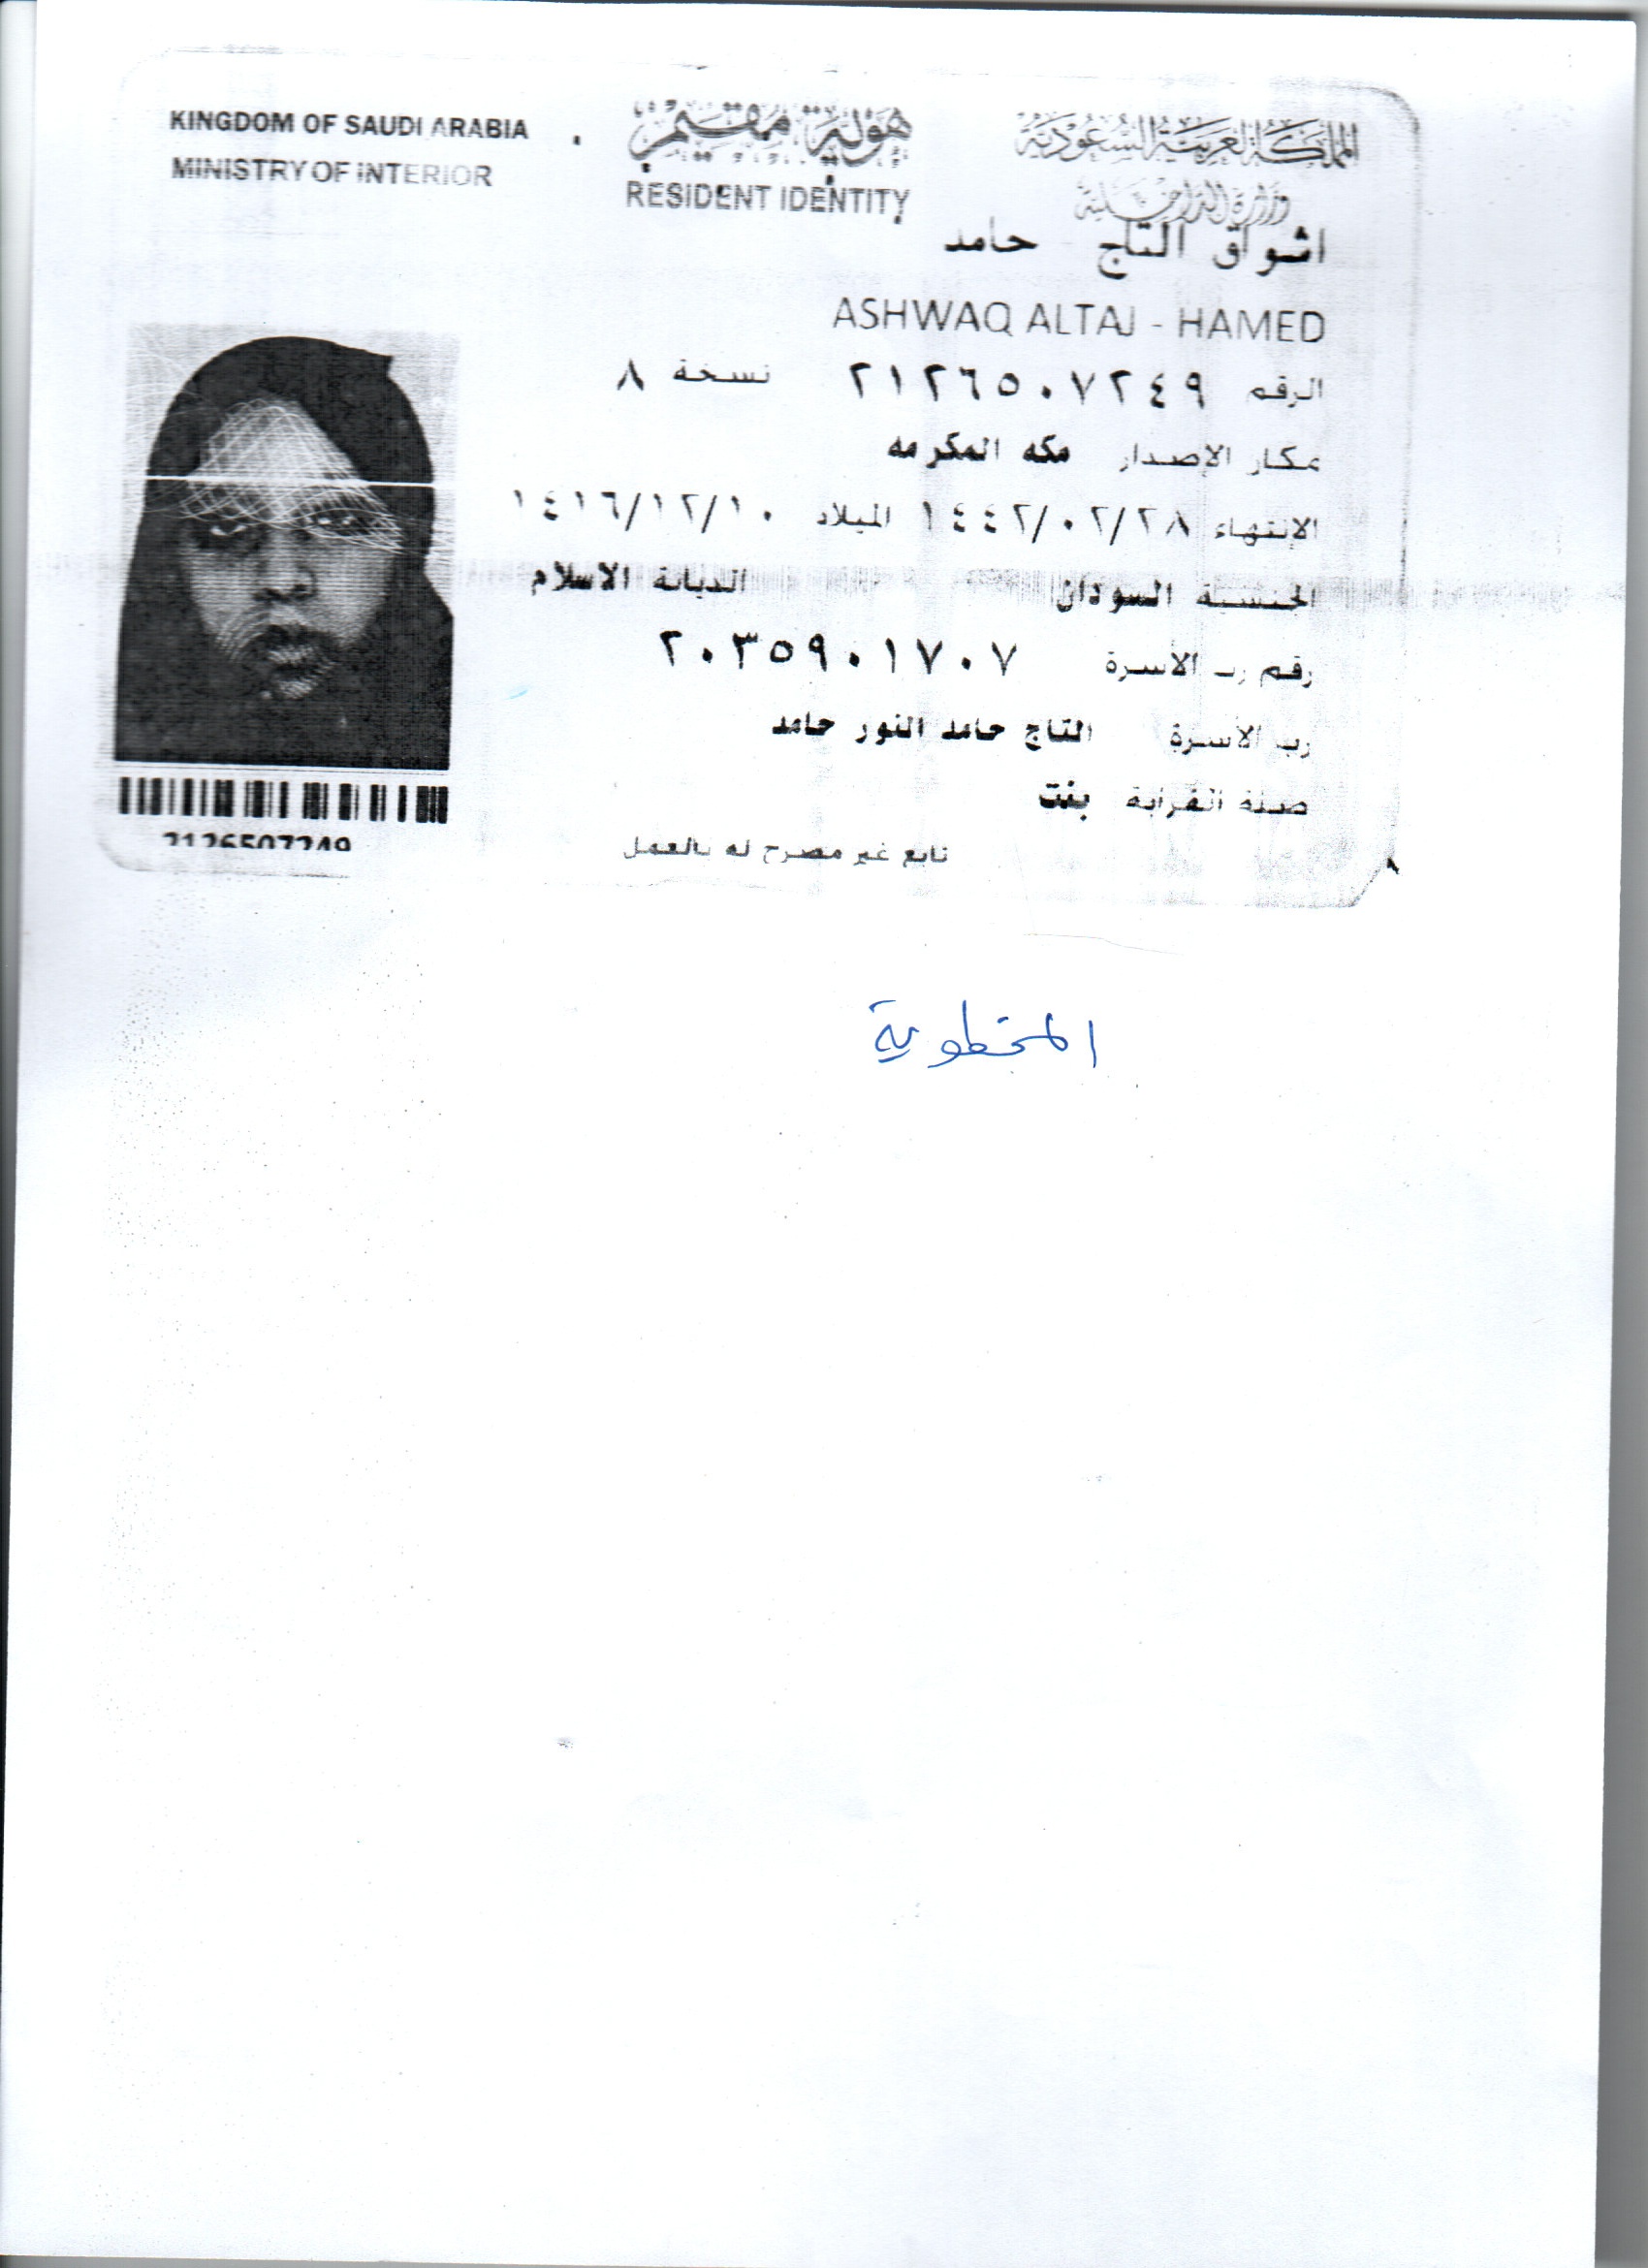 المملكة العربية السعودية
وزارة الداخلية
هوية مقيم
RESIDENT IDENTITY
KINGDOM OF SAUDI ARABIA
MINISTRY OF INTERIOR
اشواق التاج - حامد
ASHWAQ ALTAJ - HAMED
الرقم ٢١٢٦٥٠٧٢٤٩ نسخة ٨
مكان الإصدار مكه المكرمه
الإنتهاء ١٤٤٢/٠٢/٢٨ الميلاد ١٤١٦/١٢/١٠
الجنسية السودان الديانة الاسلام
رقم رب الأسرة ٢٠٣٥٩٠١٧٠٧
رب الأسرة التاج حامد النور حامد
صلة القرابة بنت
تابع غير مصرح له بالعمل
2126507249
المخطوبة